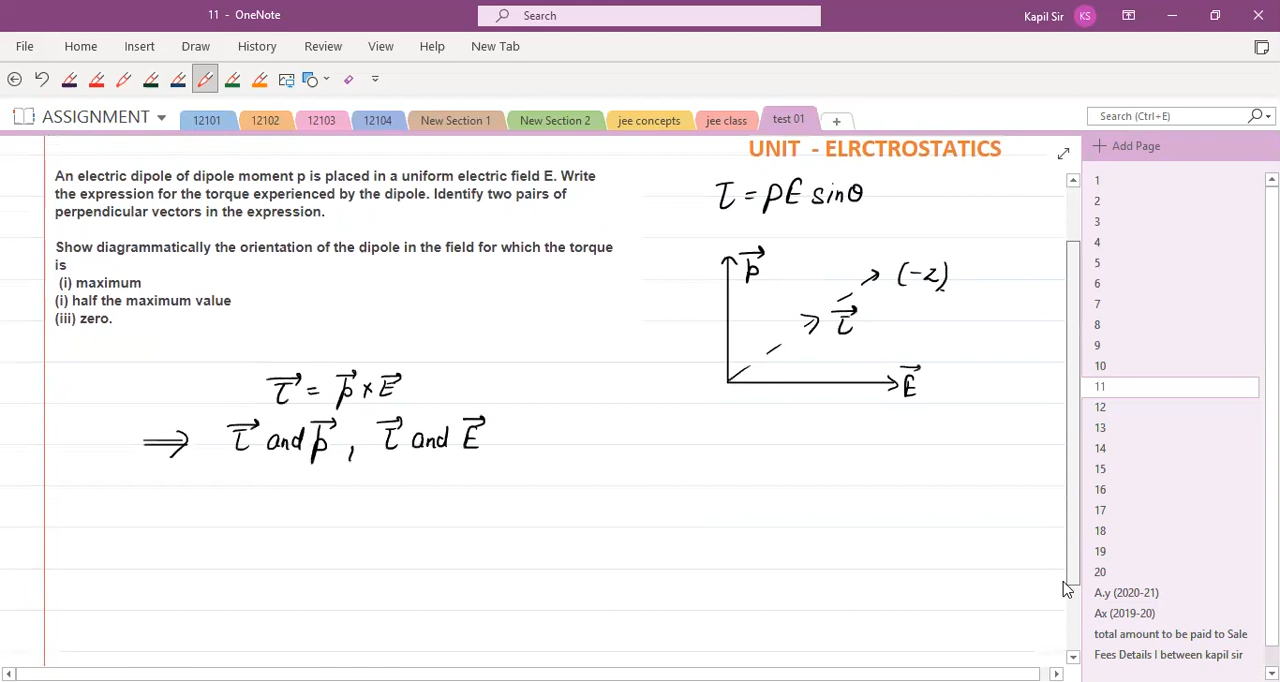 11 - OneNote
Search
Kapil Sir
KS
File Home Insert Draw History Review View Help New Tab
ASSIGNMENT
12101 12102 12103 12104 New Section 1 New Section 2 jee concepts jee class test 01 +
Search (Ctrl+E)
UNIT - ELRCTROSTATICS
An electric dipole of dipole moment p is placed in a uniform electric field E. Write
the expression for the torque experienced by the dipole. Identify two pairs of
perpendicular vectors in the expression.
Show diagrammatically the orientation of the dipole in the field for which the torque
is
(i) maximum
(i) half the maximum value
(iii) zero.
τ⃗ = p⃗ × E⃗
⟹ τ⃗ and p⃗ , τ⃗ and E⃗
τ = pE sinθ
p⃗
(-z)
τ⃗
E⃗
+ Add Page
1
2
3
4
5
6
7
8
9
10
11
12
13
14
15
16
17
18
19
20
A.y (2020-21)
Ax (2019-20)
total amount to be paid to Sale
Fees Details l between kapil sir